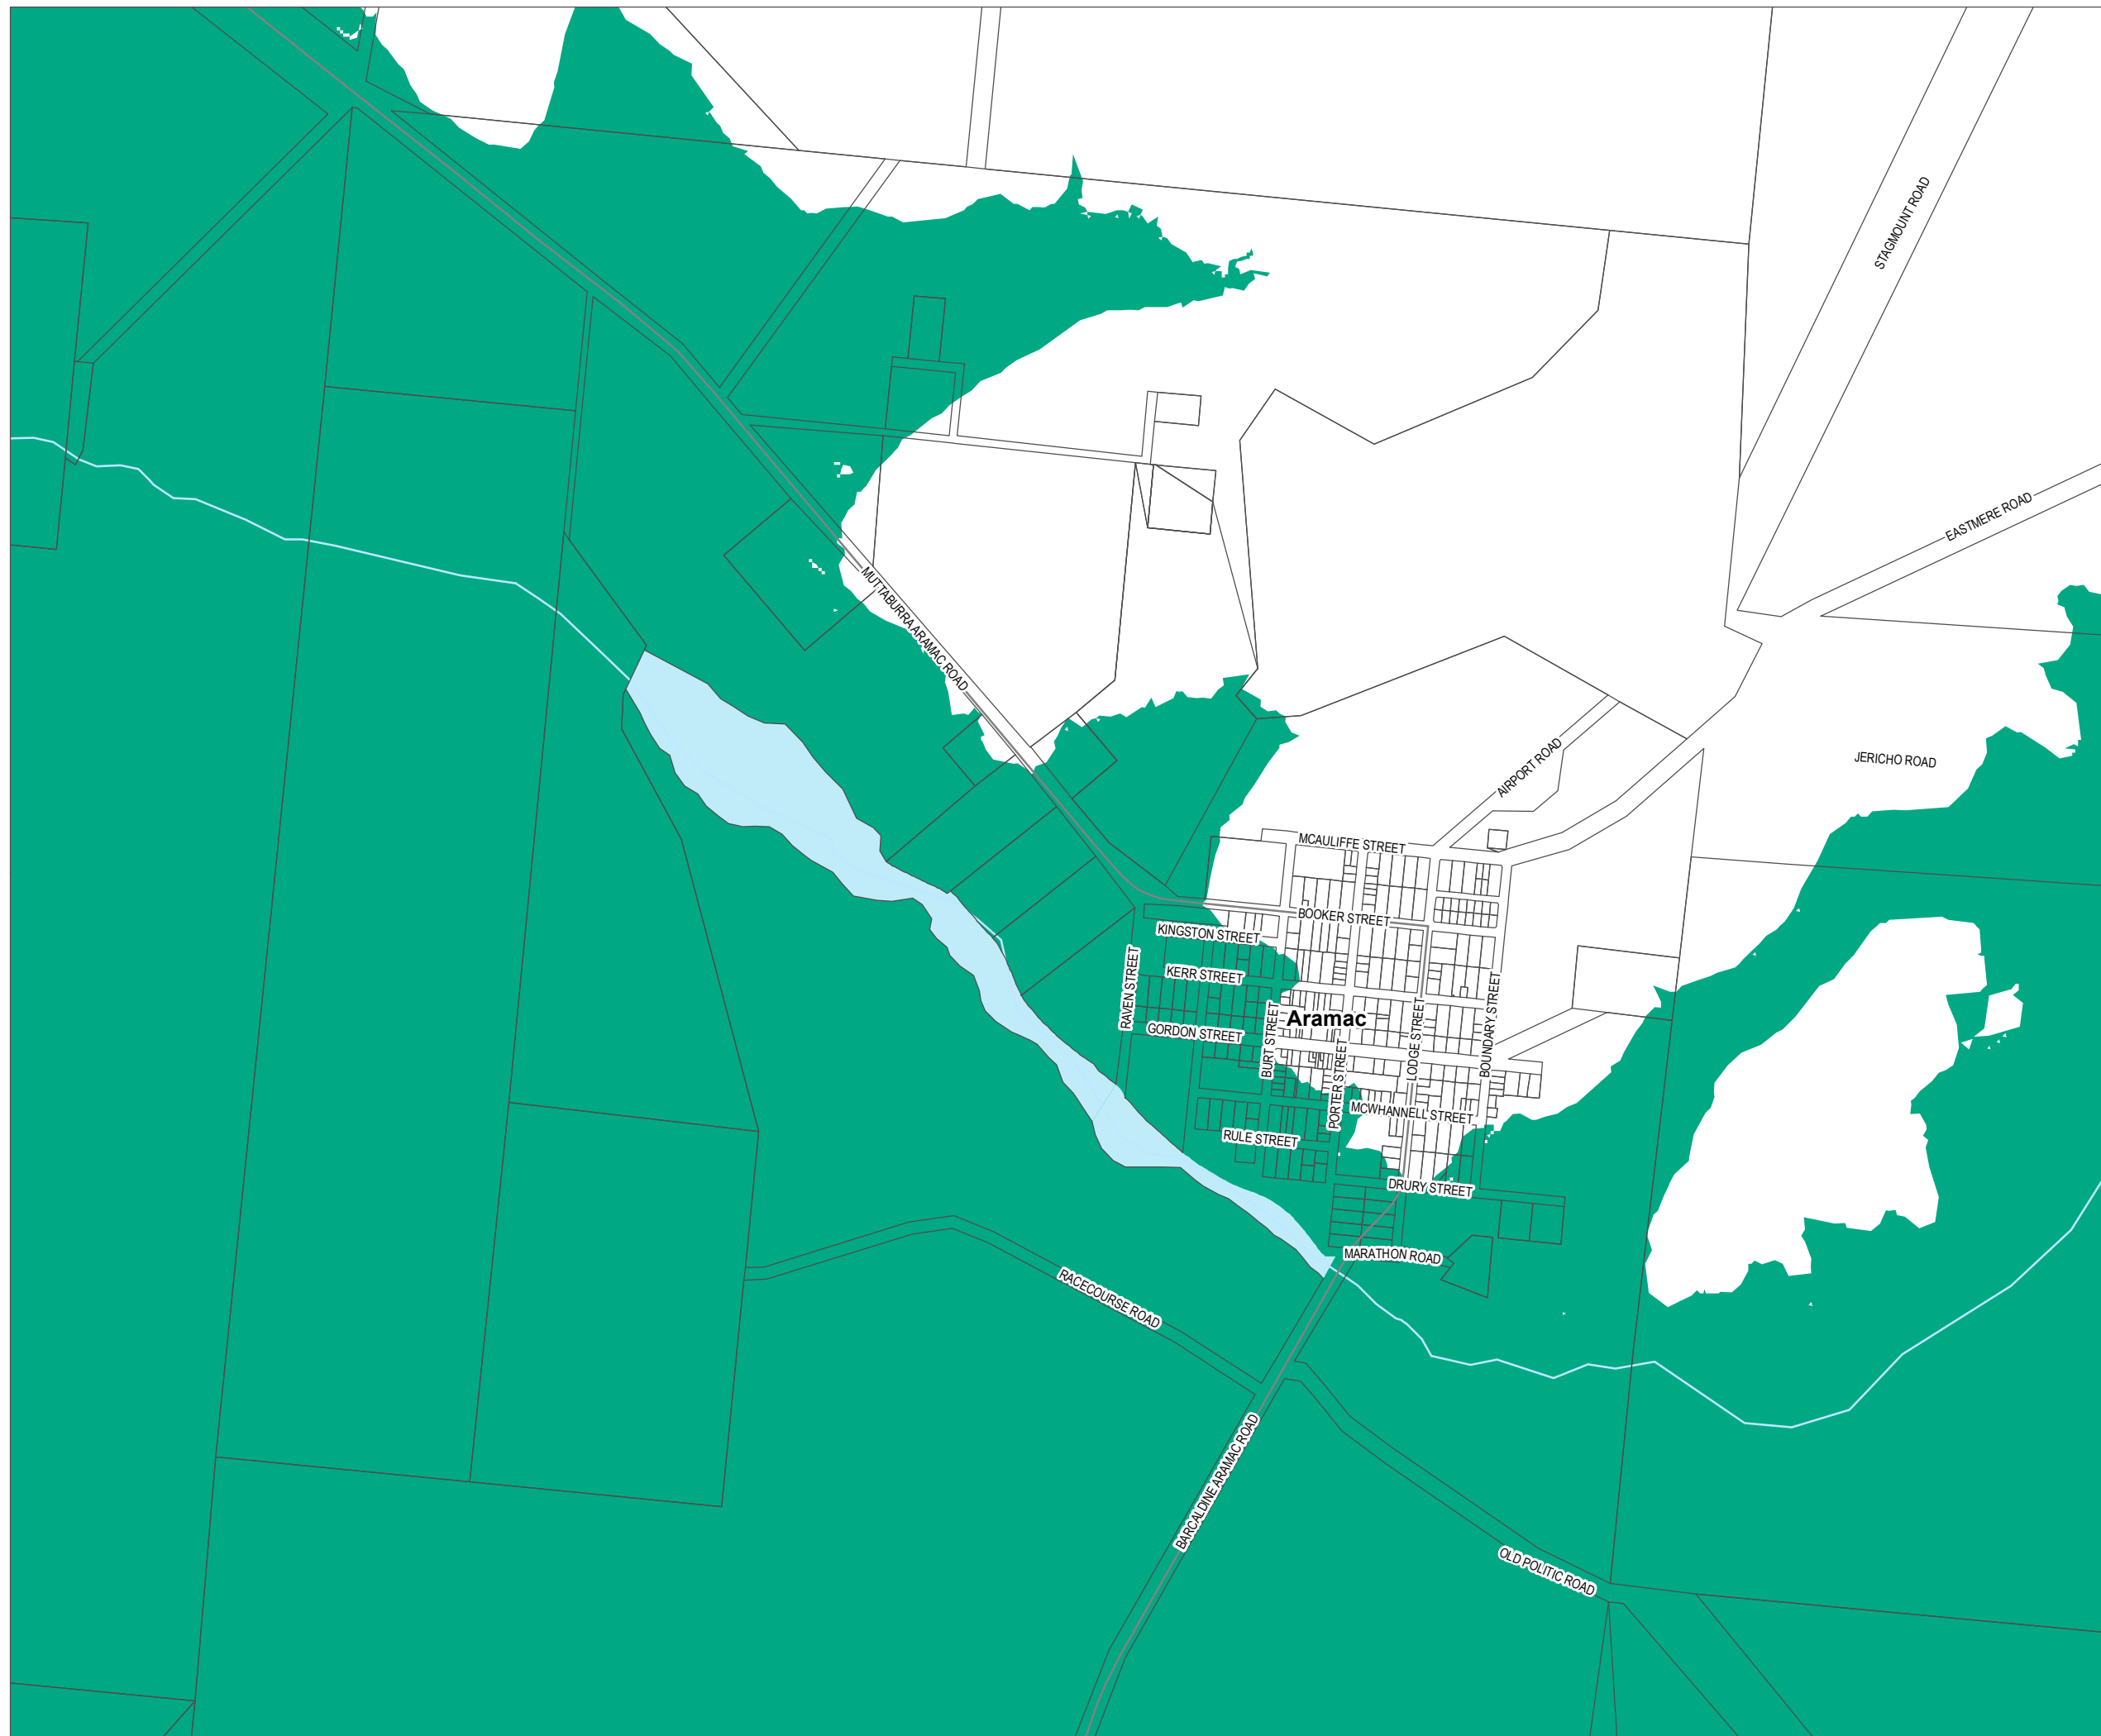 STAGMOUNT ROAD
EASTMERE ROAD
MUTTABURRA ARAMAC ROAD
JERICHO ROAD
AIRPORT ROAD
MCAULIFFE STREET
BOOKER STREET
KINGSTON STREET
KERR STREET
RAVEN STREET
GORDON STREET
BURT STREET
Aramac
PORTER STREET
LODGE STREET
BOUNDARY STREET
MCWHANNELL STREET
RULE STREET
DRURY STREET
MARATHON ROAD
RACECOURSE ROAD
BARCALDINE ARAMAC ROAD
OLD POLITIC ROAD